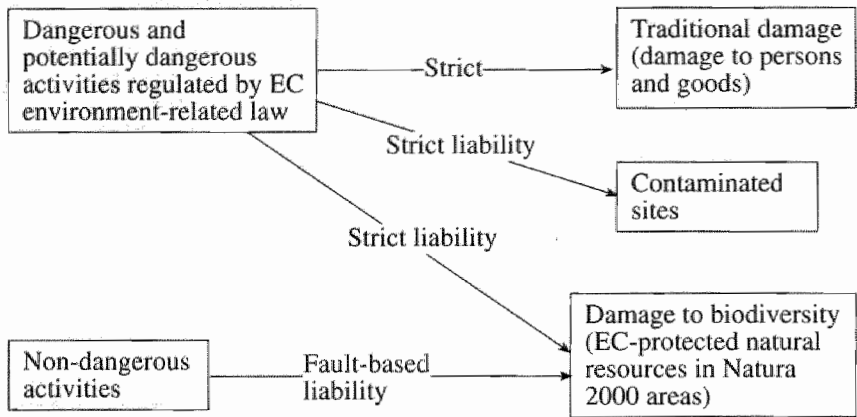 Dangerous and
potentially dangerous
activities regulated by EC
environment-related law
Strict
Traditional damage
(damage to persons
and goods)
Strict liability
Contaminated
sites
Strict liability
Damage to biodiversity
(EC-protected natural
resources in Natura
2000 areas)
Non-dangerous
activities
Fault-based
liability